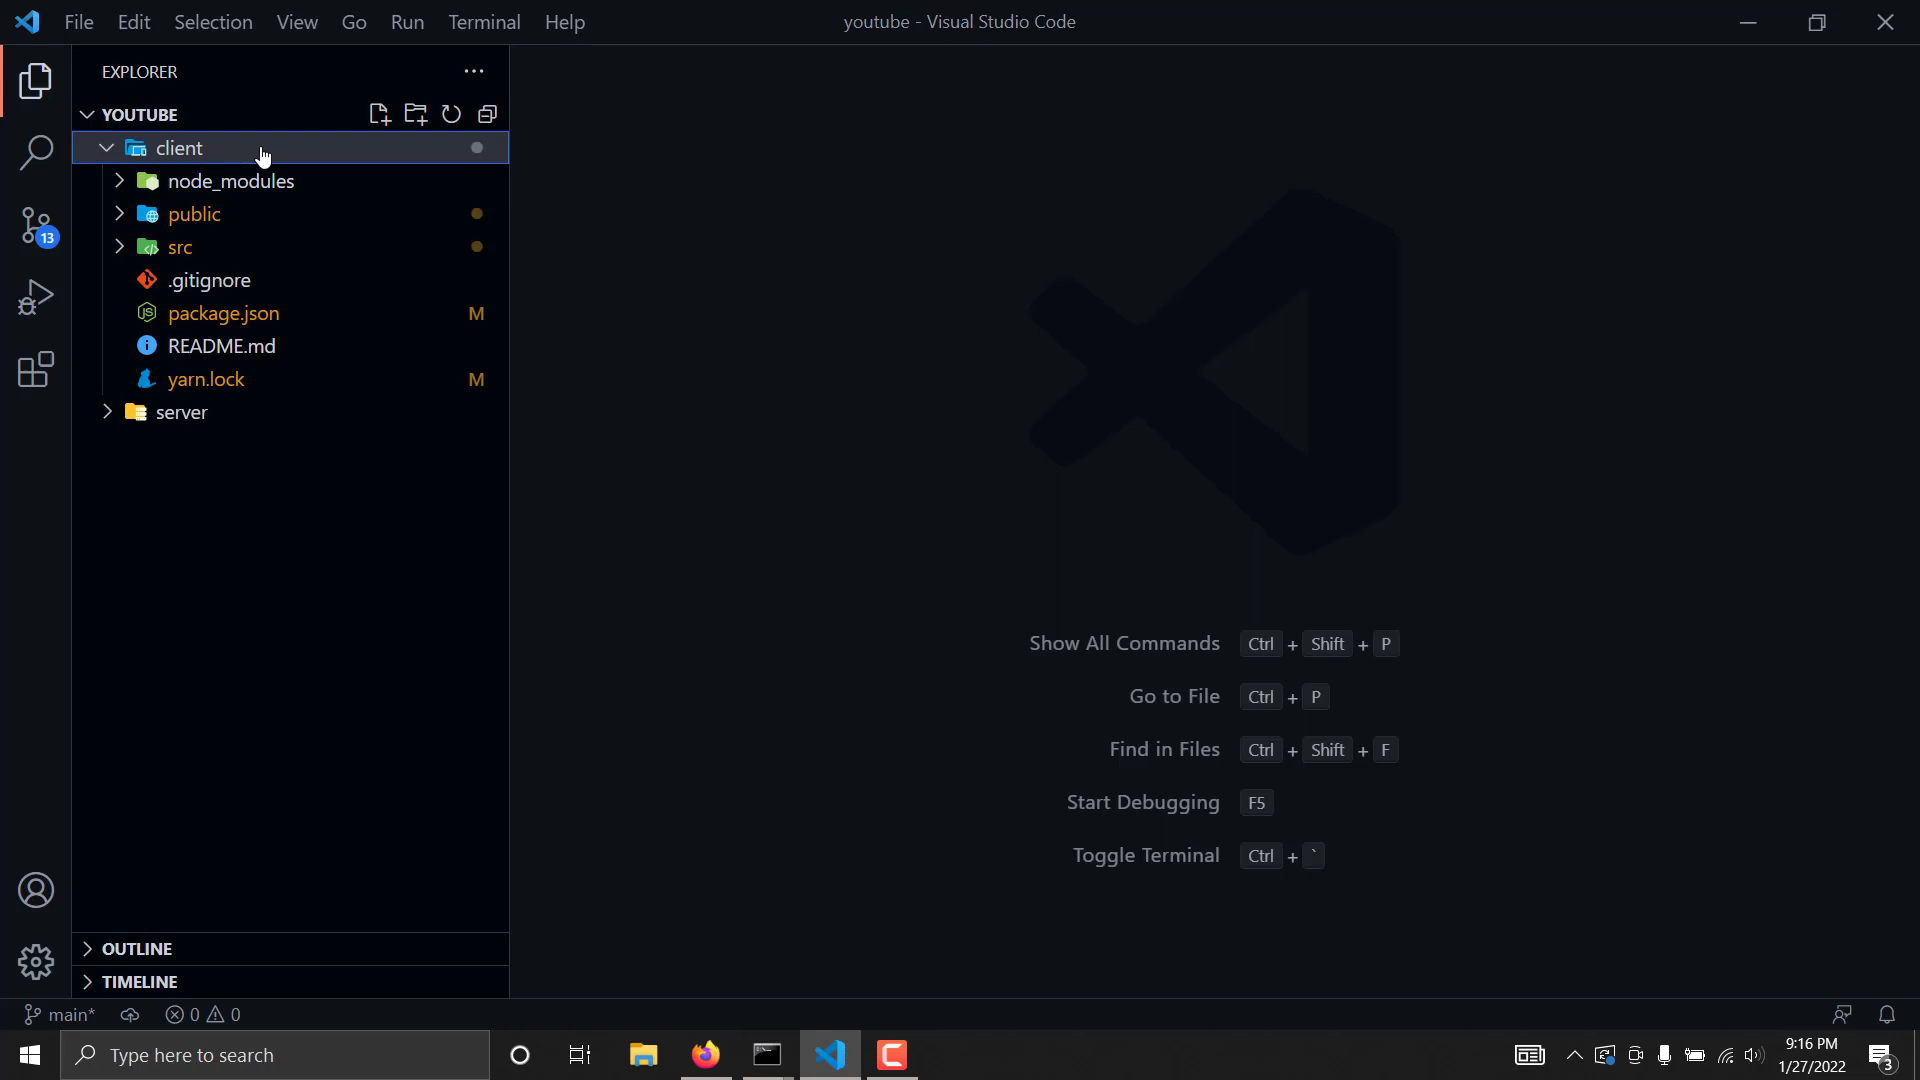 File Edit Selection View Go Run Terminal Help
youtube - Visual Studio Code
EXPLORER
YOUTUBE
client
node_modules
public
src
.gitignore
package.json M
README.md
yarn.lock M
server
13
Show All Commands Ctrl + Shift + P
Go to File Ctrl + P
Find in Files Ctrl + Shift + F
Start Debugging F5
Toggle Terminal Ctrl + `
OUTLINE
TIMELINE
main* 0 0
Type here to search
9:16 PM
1/27/2022
3